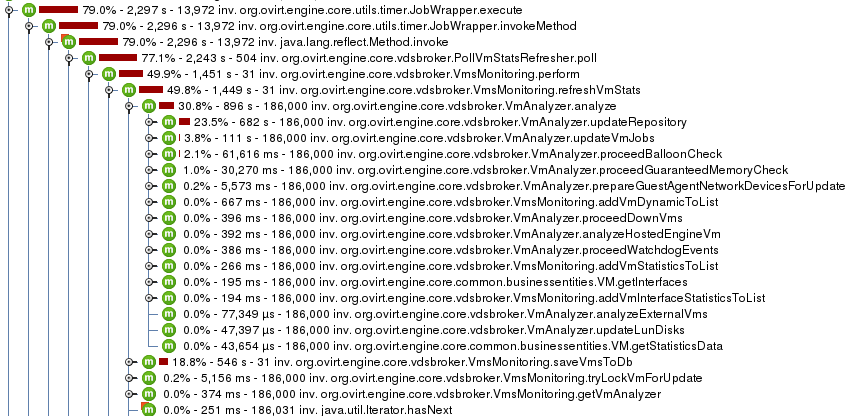 m 79.0% - 2,297 s - 13,972 inv. org.ovirt.engine.core.utils.timer.JobWrapper.execute
m 79.0% - 2,296 s - 13,972 inv. org.ovirt.engine.core.utils.timer.JobWrapper.invokeMethod
m 79.0% - 2,296 s - 13,972 inv. java.lang.reflect.Method.invoke
m 77.1% - 2,243 s - 504 inv. org.ovirt.engine.core.vdsbroker.PollVmStatsRefresher.poll
m 49.9% - 1,451 s - 31 inv. org.ovirt.engine.core.vdsbroker.VmsMonitoring.perform
m 49.8% - 1,449 s - 31 inv. org.ovirt.engine.core.vdsbroker.VmsMonitoring.refreshVmStats
m 30.8% - 896 s - 186,000 inv. org.ovirt.engine.core.vdsbroker.VmAnalyzer.analyze
m 23.5% - 682 s - 186,000 inv. org.ovirt.engine.core.vdsbroker.VmAnalyzer.updateRepository
m 3.8% - 111 s - 186,000 inv. org.ovirt.engine.core.vdsbroker.VmAnalyzer.updateVmJobs
m 2.1% - 61,616 ms - 186,000 inv. org.ovirt.engine.core.vdsbroker.VmAnalyzer.proceedBalloonCheck
m 1.0% - 30,270 ms - 186,000 inv. org.ovirt.engine.core.vdsbroker.VmAnalyzer.proceedGuaranteedMemoryCheck
m 0.2% - 5,573 ms - 186,000 inv. org.ovirt.engine.core.vdsbroker.VmAnalyzer.prepareGuestAgentNetworkDevicesForUpdate
m 0.0% - 667 ms - 186,000 inv. org.ovirt.engine.core.vdsbroker.VmsMonitoring.addVmDynamicToList
m 0.0% - 396 ms - 186,000 inv. org.ovirt.engine.core.vdsbroker.VmAnalyzer.proceedDownVms
m 0.0% - 392 ms - 186,000 inv. org.ovirt.engine.core.vdsbroker.VmAnalyzer.analyzeHostedEngineVm
m 0.0% - 386 ms - 186,000 inv. org.ovirt.engine.core.vdsbroker.VmAnalyzer.proceedWatchdogEvents
m 0.0% - 266 ms - 186,000 inv. org.ovirt.engine.core.vdsbroker.VmsMonitoring.addVmStatisticsToList
m 0.0% - 195 ms - 186,000 inv. org.ovirt.engine.core.common.businessentities.VM.getInterfaces
m 0.0% - 194 ms - 186,000 inv. org.ovirt.engine.core.vdsbroker.VmsMonitoring.addVmInterfaceStatisticsToList
m 0.0% - 77,349 µs - 186,000 inv. org.ovirt.engine.core.vdsbroker.VmAnalyzer.analyzeExternalVms
m 0.0% - 47,397 µs - 186,000 inv. org.ovirt.engine.core.vdsbroker.VmAnalyzer.updateLunDisks
m 0.0% - 43,654 µs - 186,000 inv. org.ovirt.engine.core.common.businessentities.VM.getStatisticsData
m 18.8% - 546 s - 31 inv. org.ovirt.engine.core.vdsbroker.VmsMonitoring.saveVmsToDb
m 0.2% - 5,156 ms - 186,000 inv. org.ovirt.engine.core.vdsbroker.VmsMonitoring.tryLockVmForUpdate
m 0.0% - 374 ms - 186,000 inv. org.ovirt.engine.core.vdsbroker.VmsMonitoring.getVmAnalyzer
m 0.0% - 251 ms - 186,031 inv. java.util.Iterator.hasNext